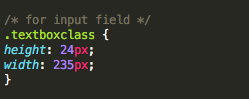 /* for input field */
.textboxclass {
height: 24px;
width: 235px;
}